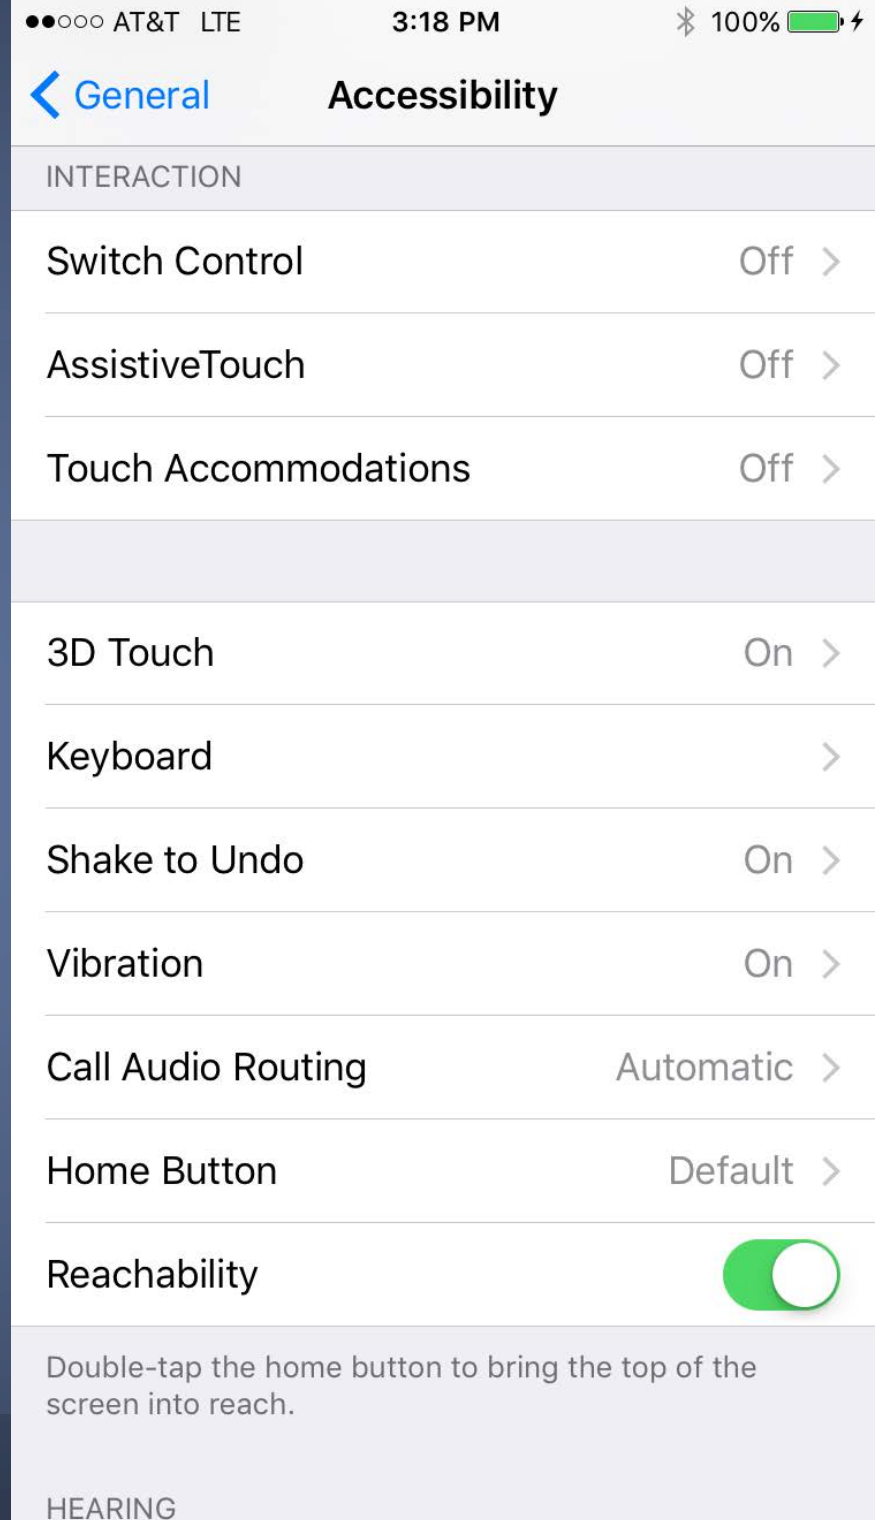 AT&T LTE 3:18 PM 100%
General Accessibility
INTERACTION
Switch Control Off
AssistiveTouch Off
Touch Accommodations Off
3D Touch On
Keyboard
Shake to Undo On
Vibration On
Call Audio Routing Automatic
Home Button Default
Reachability
Double-tap the home button to bring the top of the
screen into reach.
HEARING